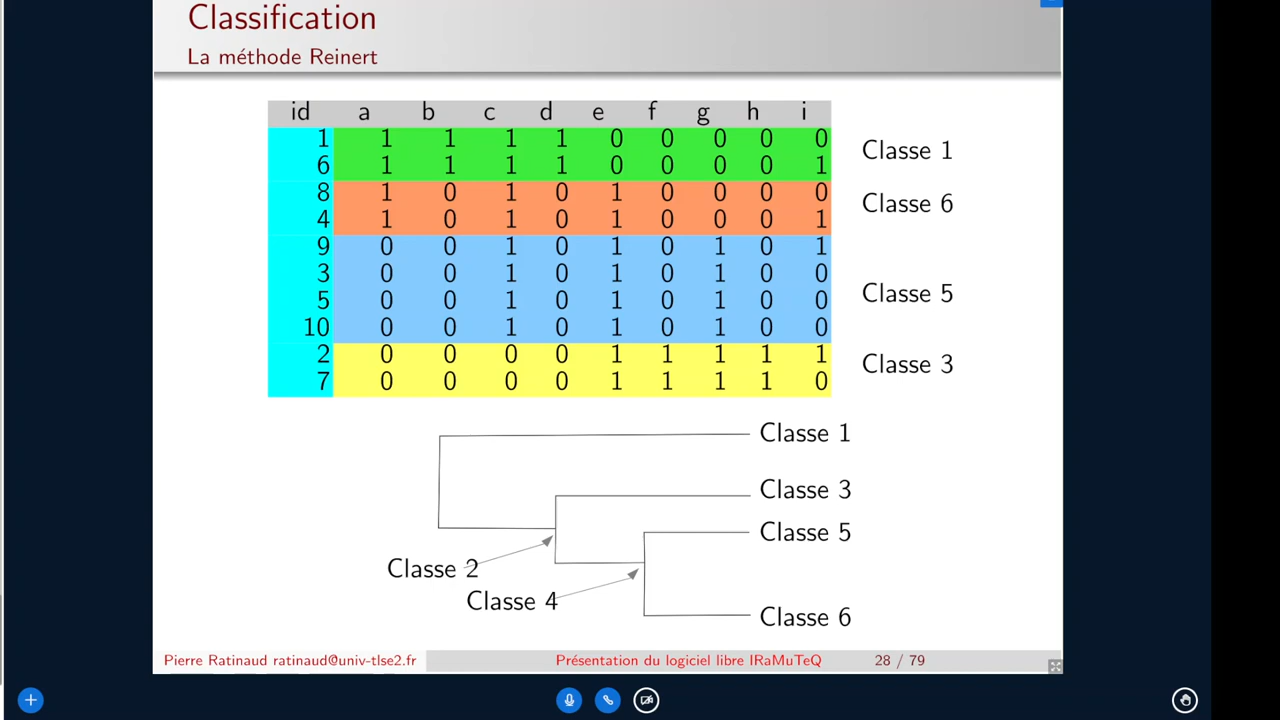 Classification
La méthode Reinert
id a b c d e f g h i
1 1 1 1 1 0 0 0 0 0
6 1 1 1 1 0 0 0 0 1
Classe 1
8 1 0 1 0 1 0 0 0 0
4 1 0 1 0 1 0 0 0 1
Classe 6
9 0 0 1 0 1 0 1 0 1
3 0 0 1 0 1 0 1 0 0
5 0 0 1 0 1 0 1 0 0
10 0 0 1 0 1 0 1 0 0
Classe 5
2 0 0 0 0 1 1 1 1 1
7 0 0 0 0 1 1 1 1 0
Classe 3
Classe 1
Classe 3
Classe 5
Classe 2
Classe 4
Classe 6
Pierre Ratinaud ratinaud@univ-tlse2.fr Présentation du logiciel libre IRaMuTeQ 28 / 79